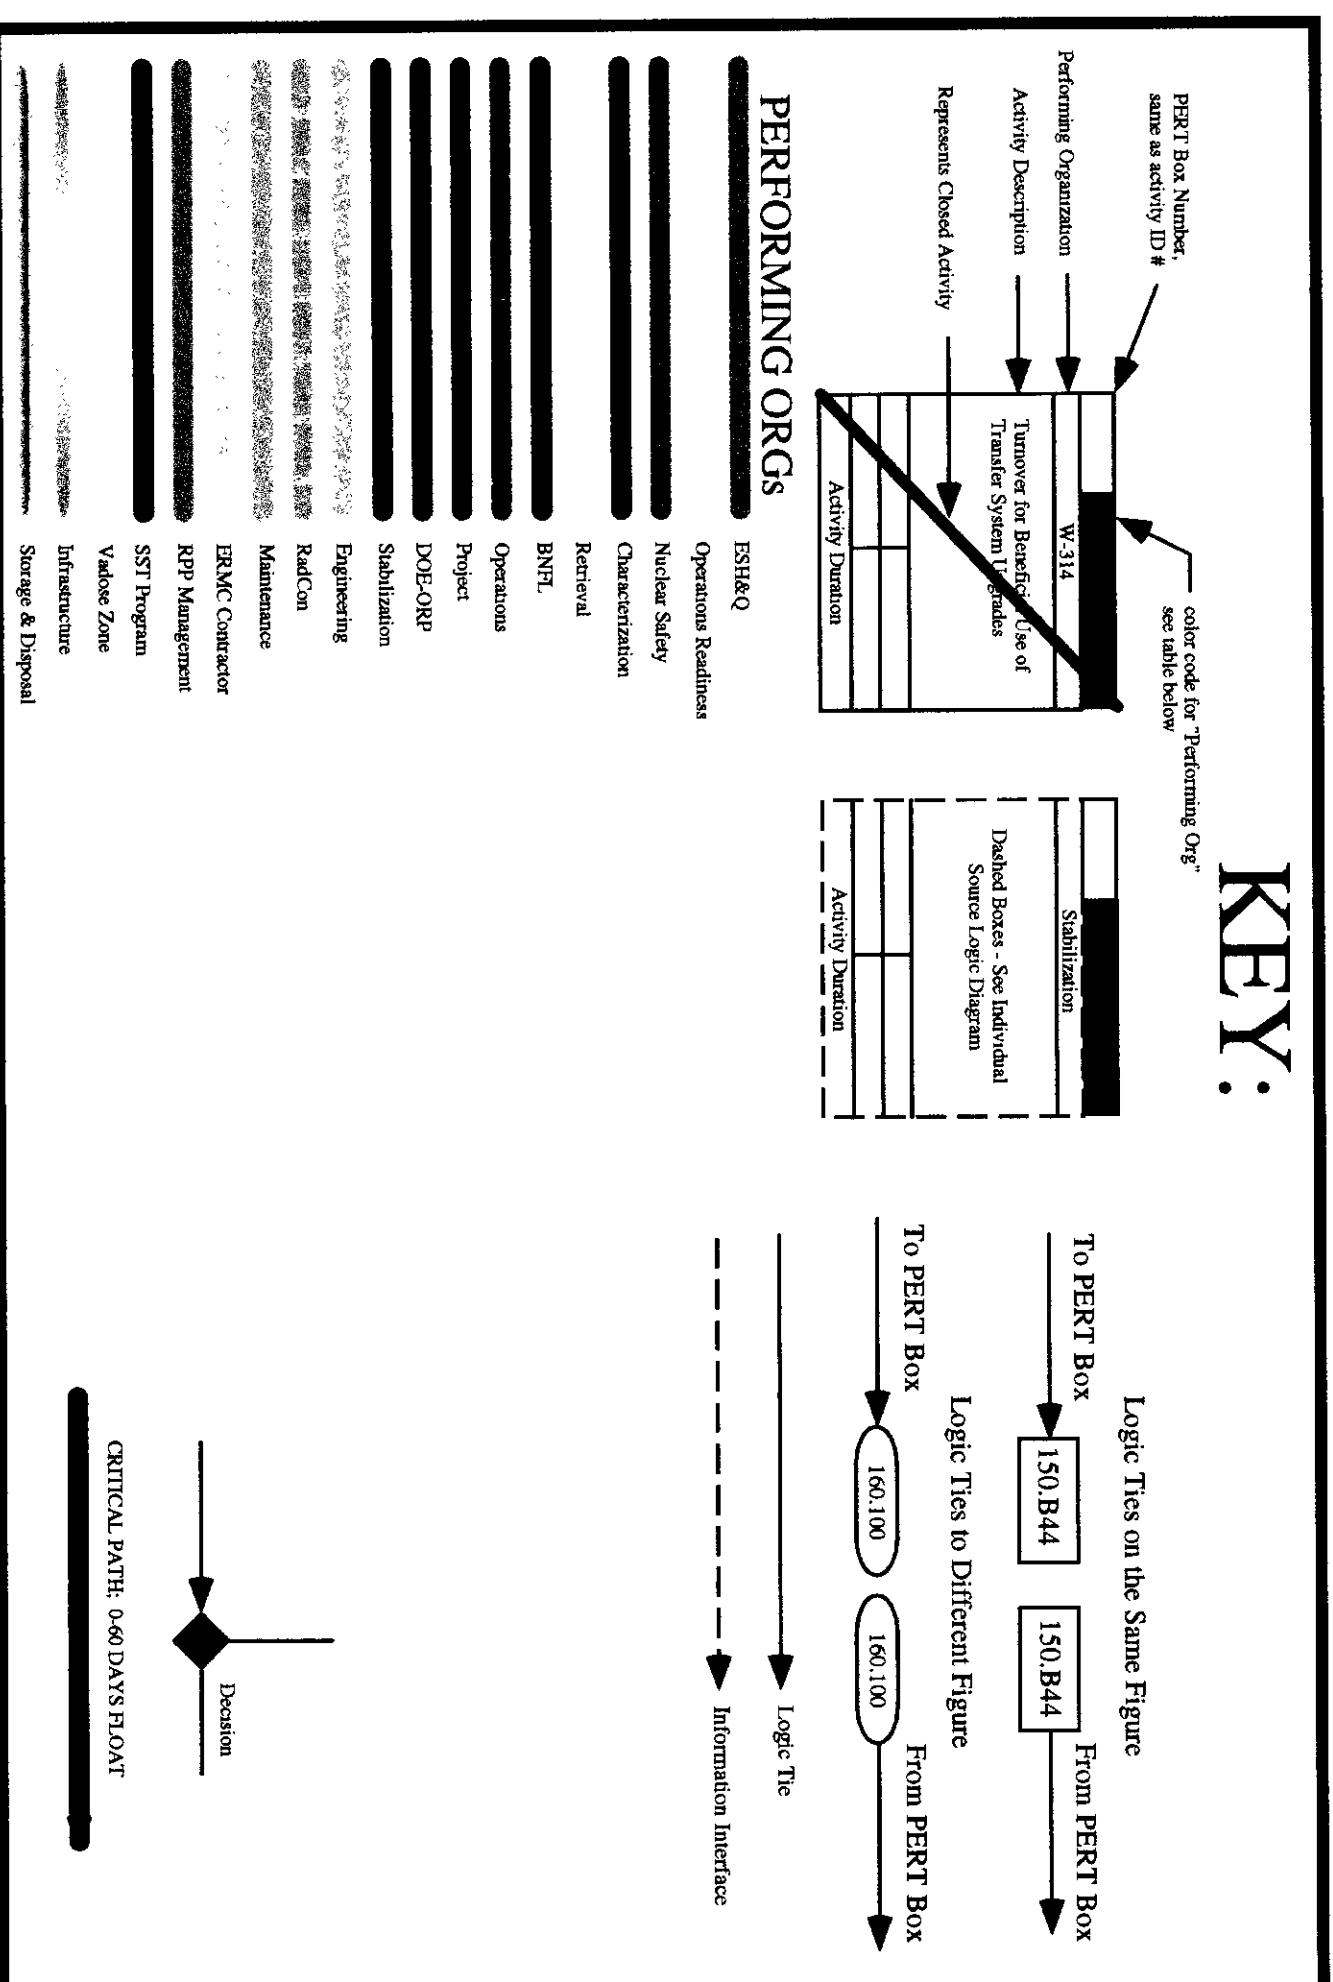 KEY:
PERT Box Number,
same as activity ID #
Performing Organization
Activity Description
Represents Closed Activity
color code for "Performing Org"
see table below
W-314
Turnover for Beneficial Use of
Transfer System Upgrades
Activity Duration
Stabilization
Dashed Boxes - See Individual
Source Logic Diagram
Activity Duration
Logic Ties on the Same Figure
To PERT Box
150.B44
150.B44
From PERT Box
Logic Ties to Different Figure
To PERT Box
160.100
160.100
From PERT Box
Logic Tie
Information Interface
PERFORMING ORGs
ESH&Q
Operations Readiness
Nuclear Safety
Characterization
Retrieval
BNFL
Operations
Project
DOE-ORP
Stabilization
Engineering
RadCon
Maintenance
ERMC Contractor
RPP Management
SST Program
Vadose Zone
Infrastructure
Storage & Disposal
Decision
CRITICAL PATH; 0-60 DAYS FLOAT